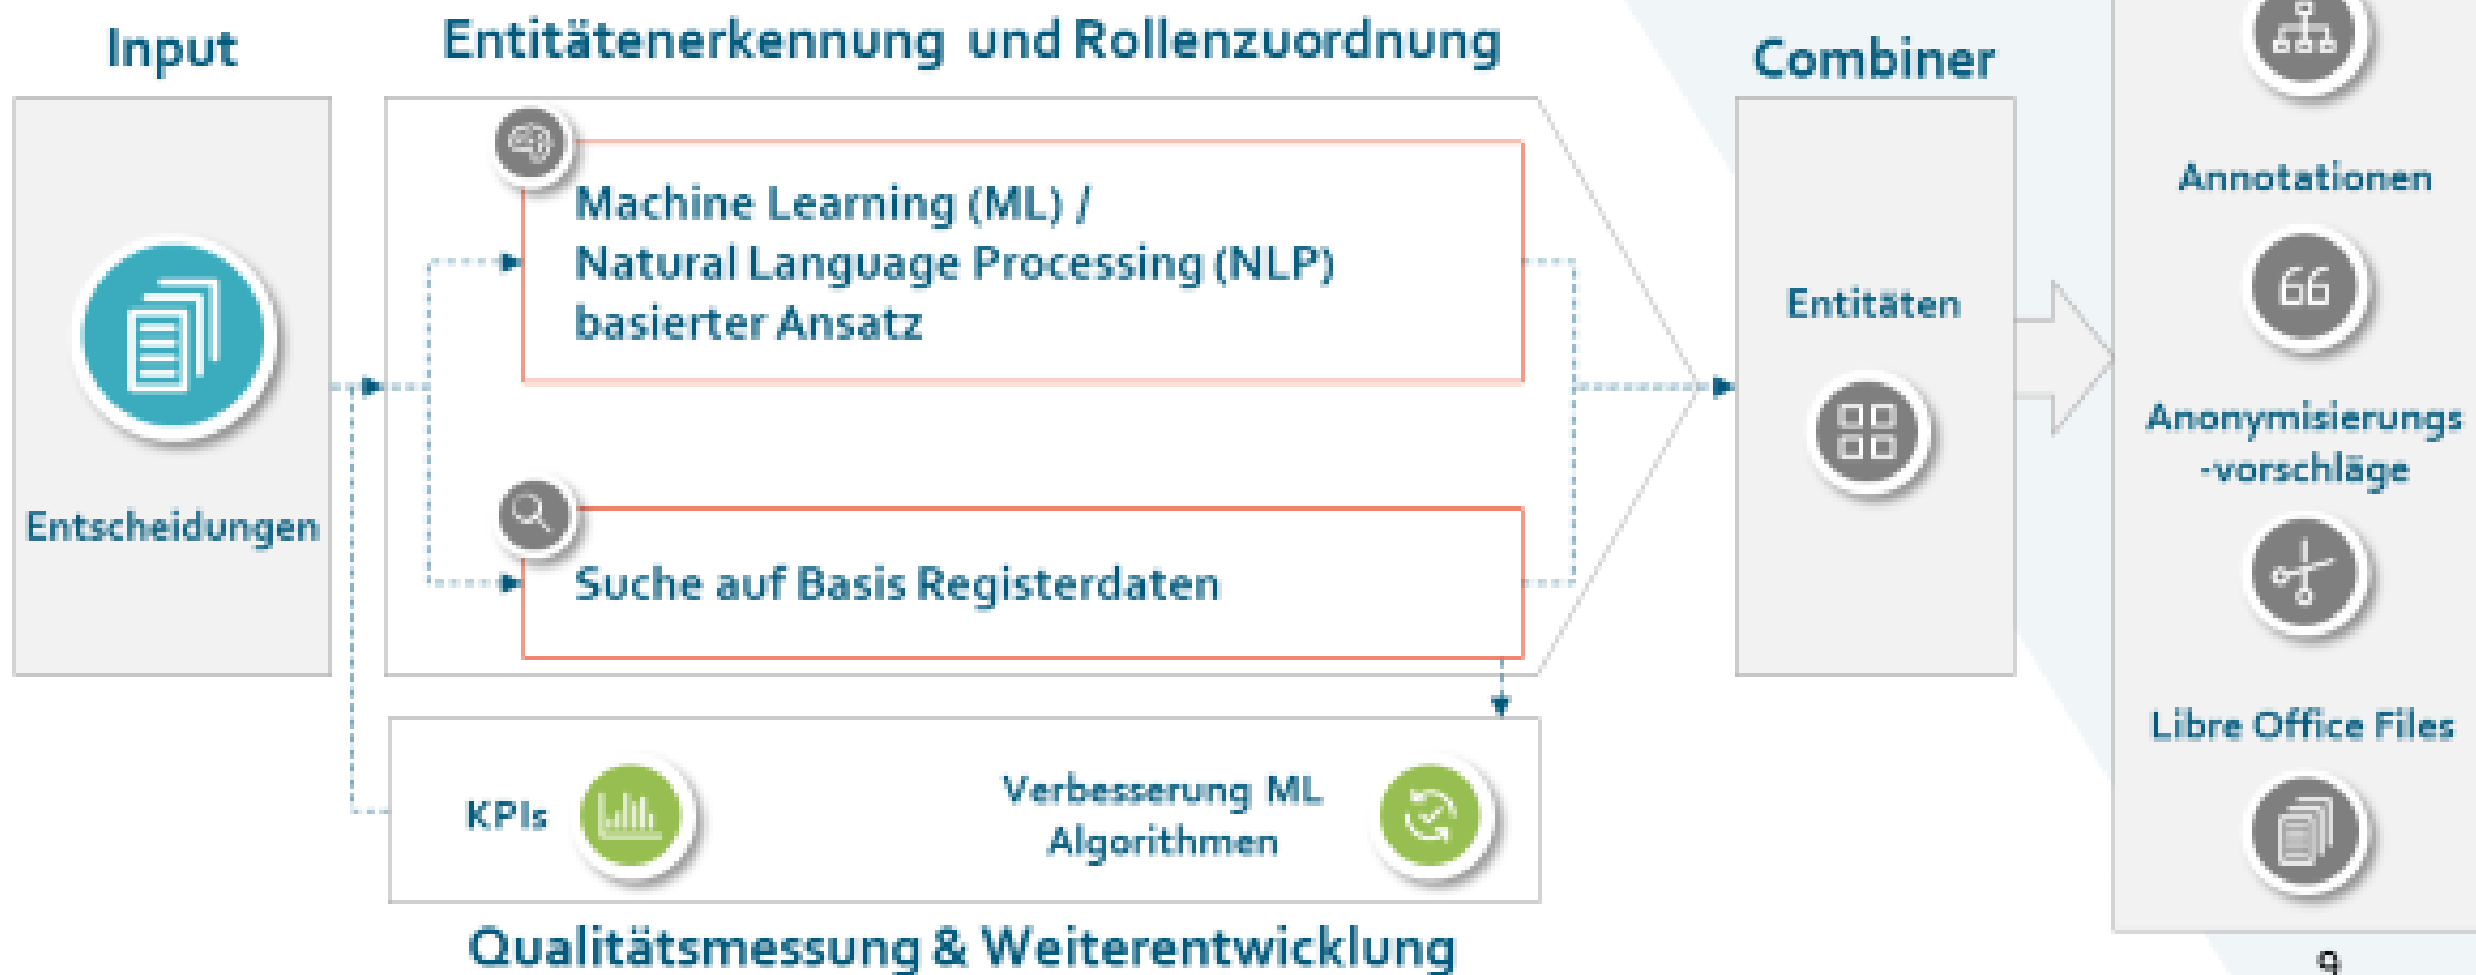 Input
Entscheidungen
Entitätenerkennung und Rollenzuordnung
Machine Learning (ML) /
Natural Language Processing (NLP)
basierter Ansatz
Suche auf Basis Registerdaten
KPIs
Verbesserung ML
Algorithmen
Qualitätsmessung & Weiterentwicklung
Combiner
Entitäten
Annotationen
Anonymisierungs
-vorschläge
Libre Office Files
9